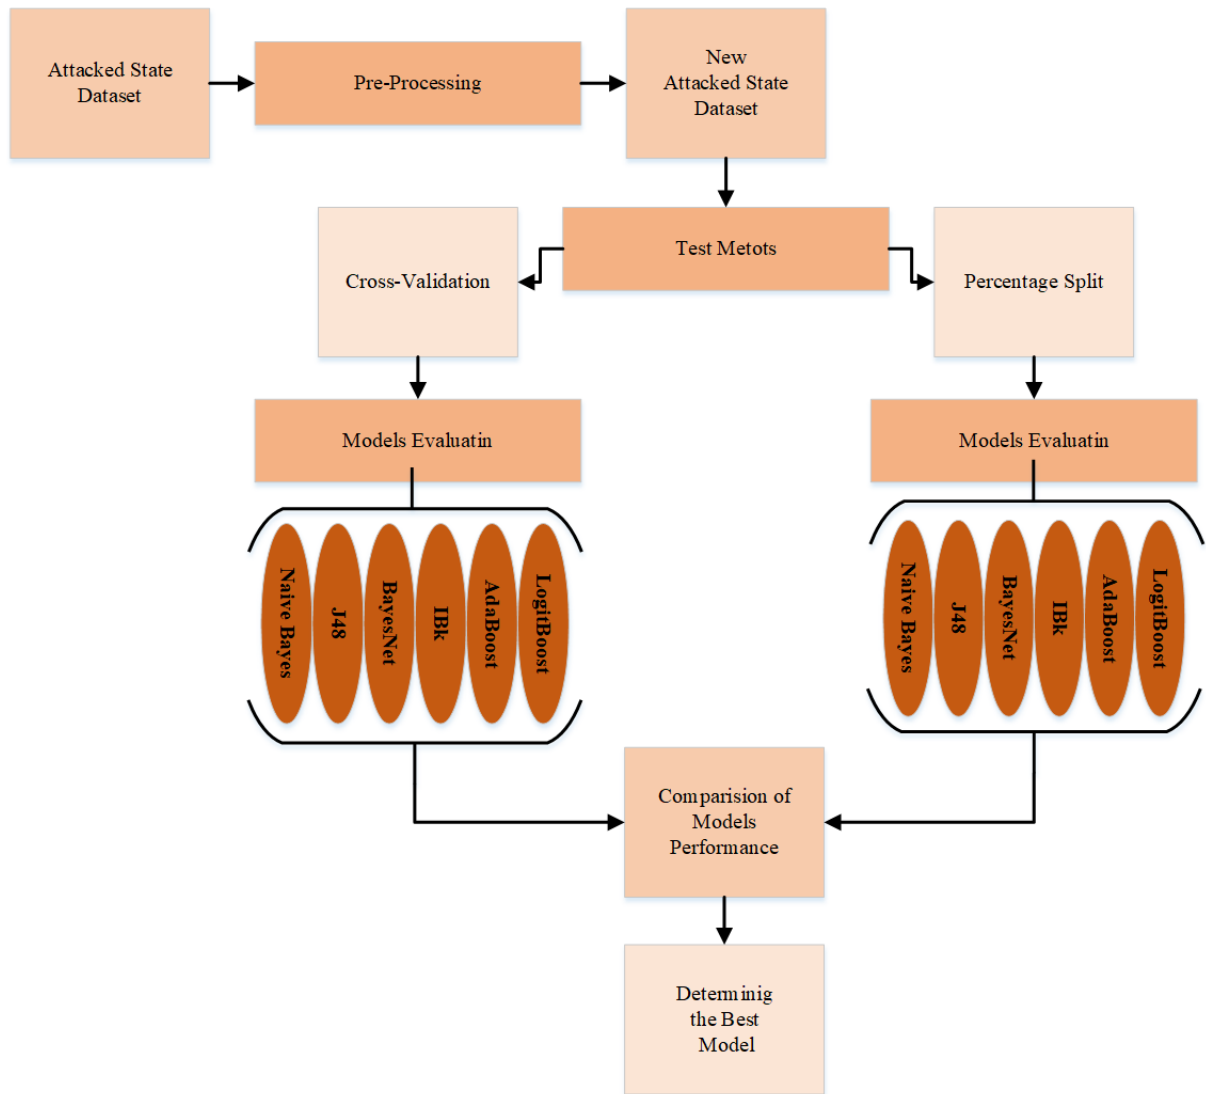 Attacked State
Dataset
Pre-Processing
New
Attacked State
Dataset
Test Metots
Cross-Validation
Percentage Split
Models Evaluatin
Models Evaluatin
Naive Bayes
J48
BayesNet
IBk
AdaBoost
LogitBoost
Naive Bayes
J48
BayesNet
IBk
AdaBoost
LogitBoost
Comparision of
Models
Performance
Determinig
the Best
Model